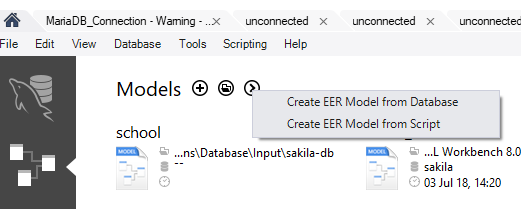 MariaDB_Connection - Warning - ...
unconnected
unconnected
unconnected
File Edit View Database Tools Scripting Help
Models
Create EER Model from Database
Create EER Model from Script
school
MODEL
...ns\Database\Input\sakila-db
--
...L Workbench 8.0
sakila
03 Jul 18, 14:20